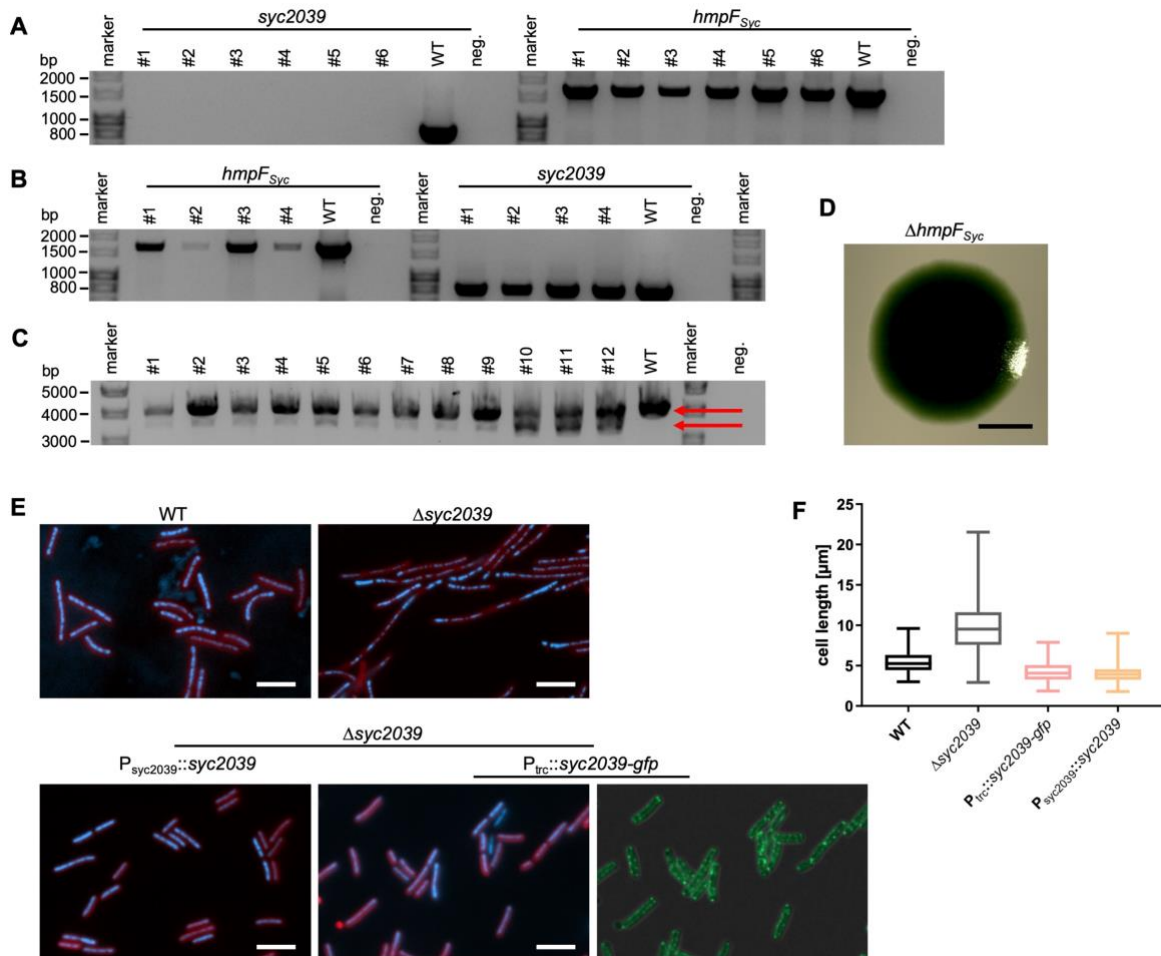 A
syc2039
hmpF_Syc
marker #1 #2 #3 #4 #5 #6 WT neg. marker #1 #2 #3 #4 #5 #6 WT neg.
bp
2000
1500
1000
800
B
hmpF_Syc
syc2039
marker #1 #2 #3 #4 WT neg. marker #1 #2 #3 #4 WT neg. marker
bp
2000
1500
1000
800
C
marker #1 #2 #3 #4 #5 #6 #7 #8 #9 #10 #11 #12 WT marker neg.
bp
5000
4000
3000
D
ΔhmpF_Syc
E
WT
Δsyc2039
Δsyc2039
P_syc2039::syc2039
P_trc::syc2039-gfp
F
cell length [µm]
25
20
15
10
5
0
WT
Δsyc2039
P_trc::syc2039-gfp
P_syc2039::syc2039